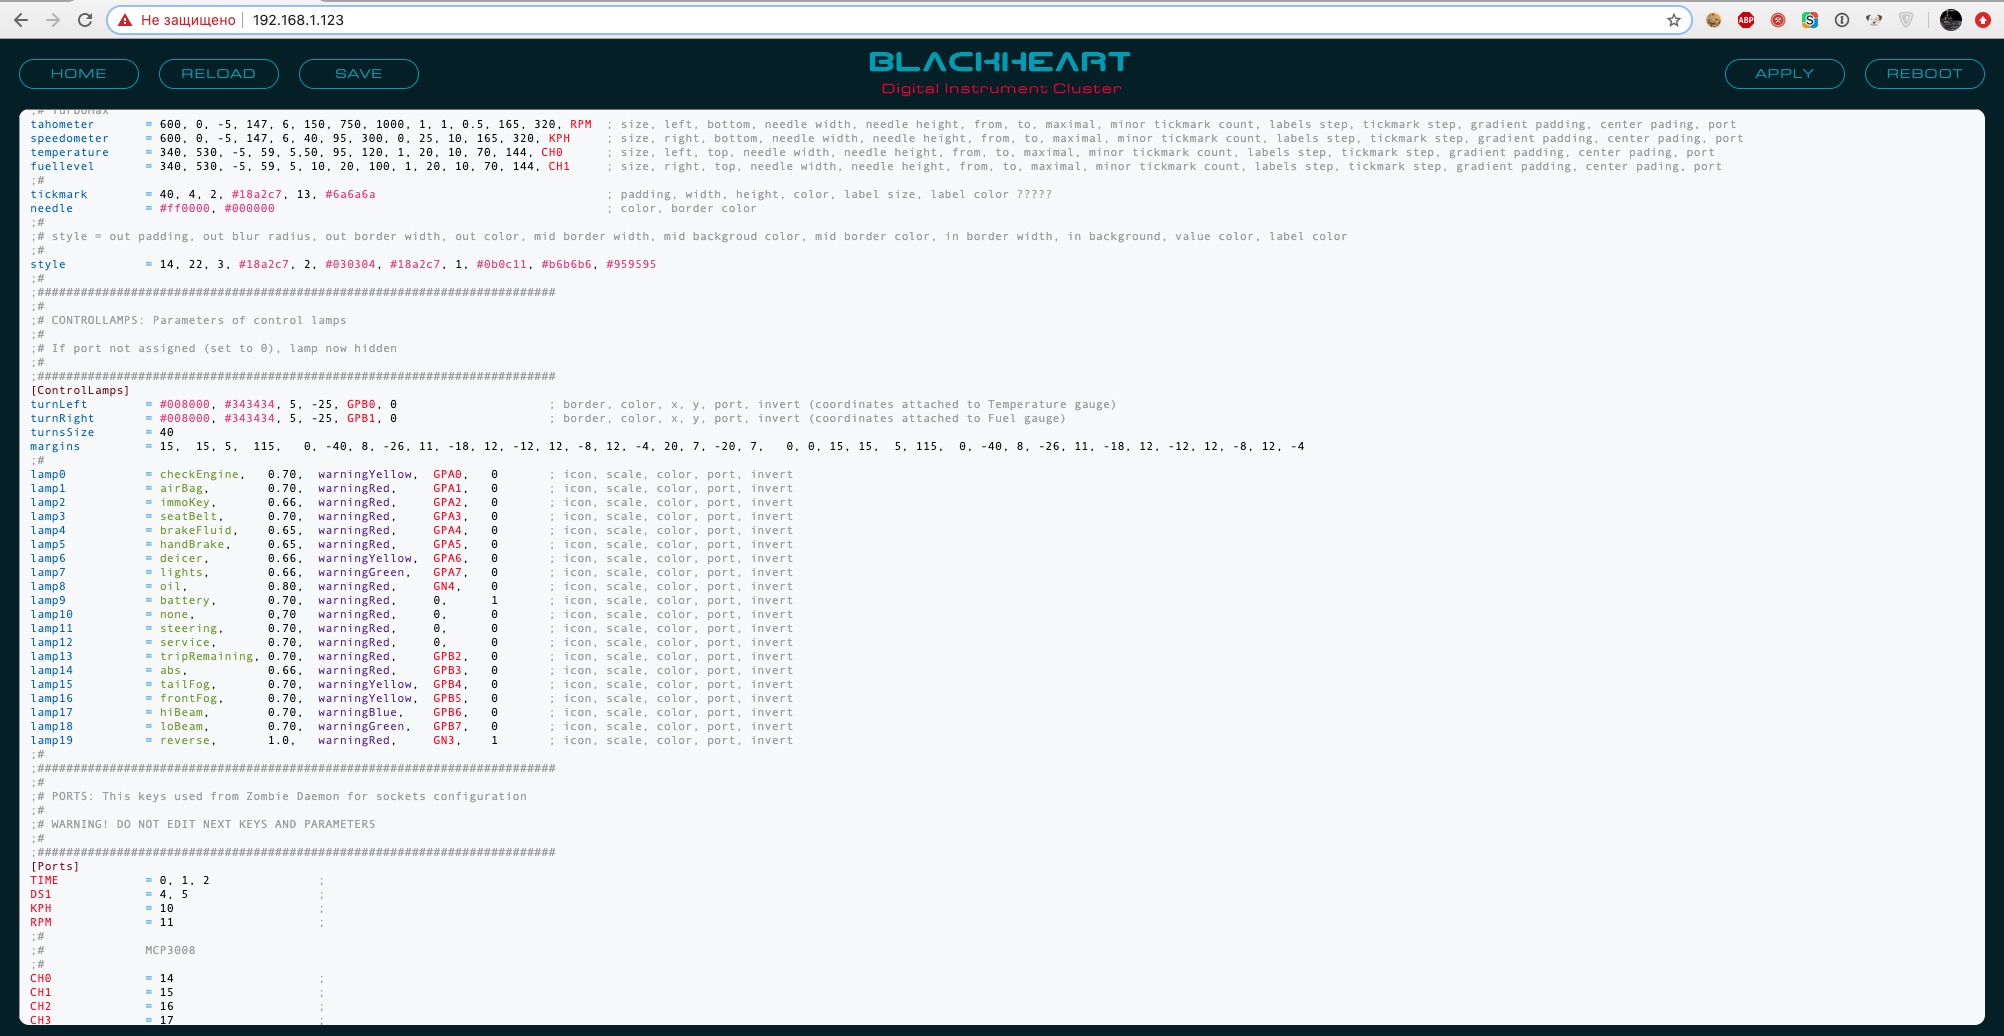 Не защищено 192.168.1.123
ABP
S
HOME RELOAD SAVE
BLACKHEART
Digital Instrument Cluster
APPLY REBOOT
;# TurboMax
tahometer = 600, 0, -5, 147, 6, 150, 750, 1000, 1, 1, 0.5, 165, 320, RPM ; size, left, bottom, needle width, needle height, from, to, maximal, minor tickmark count, labels step, tickmark step, gradient padding, center pading, port
speedometer = 600, 0, -5, 147, 6, 40, 95, 300, 0, 25, 10, 165, 320, KPH ; size, right, bottom, needle width, needle height, from, to, maximal, minor tickmark count, labels step, tickmark step, gradient padding, center pading, port
temperature = 340, 530, -5, 59, 5,50, 95, 120, 1, 20, 10, 70, 144, CH0 ; size, left, top, needle width, needle height, from, to, maximal, minor tickmark count, labels step, tickmark step, gradient padding, center pading, port
fuellevel = 340, 530, -5, 59, 5, 10, 20, 100, 1, 20, 10, 70, 144, CH1 ; size, right, top, needle width, needle height, from, to, maximal, minor tickmark count, labels step, tickmark step, gradient padding, center pading, port
;#
tickmark = 40, 4, 2, #18a2c7, 13, #6a6a6a ; padding, width, height, color, label size, label color ?????
needle = #ff0000, #000000 ; color, border color
;#
;# style = out padding, out blur radius, out border width, out color, mid border width, mid backgroud color, mid border color, in border width, in background, value color, label color
;#
style = 14, 22, 3, #18a2c7, 2, #030304, #18a2c7, 1, #0b0c11, #b6b6b6, #959595
;#
;########################################################################
;#
;# CONTROLLAMPS: Parameters of control lamps
;#
;# If port not assigned (set to 0), lamp now hidden
;#
;########################################################################
[ControlLamps]
turnLeft = #008000, #343434, 5, -25, GPB0, 0 ; border, color, x, y, port, invert (coordinates attached to Temperature gauge)
turnRight = #008000, #343434, 5, -25, GPB1, 0 ; border, color, x, y, port, invert (coordinates attached to Fuel gauge)
turnsSize = 40
margins = 15, 15, 5, 115, 0, -40, 8, -26, 11, -18, 12, -12, 12, -8, 12, -4, 20, 7, -20, 7, 0, 0, 15, 15, 5, 115, 0, -40, 8, -26, 11, -18, 12, -12, 12, -8, 12, -4
;#
lamp0 = checkEngine, 0.70, warningYellow, GPA0, 0 ; icon, scale, color, port, invert
lamp1 = airBag, 0.70, warningRed, GPA1, 0 ; icon, scale, color, port, invert
lamp2 = immoKey, 0.66, warningRed, GPA2, 0 ; icon, scale, color, port, invert
lamp3 = seatBelt, 0.70, warningRed, GPA3, 0 ; icon, scale, color, port, invert
lamp4 = brakeFluid, 0.65, warningRed, GPA4, 0 ; icon, scale, color, port, invert
lamp5 = handBrake, 0.65, warningRed, GPA5, 0 ; icon, scale, color, port, invert
lamp6 = deicer, 0.66, warningYellow, GPA6, 0 ; icon, scale, color, port, invert
lamp7 = lights, 0.66, warningGreen, GPA7, 0 ; icon, scale, color, port, invert
lamp8 = oil, 0.80, warningRed, GN4, 0 ; icon, scale, color, port, invert
lamp9 = battery, 0.70, warningRed, 0, 1 ; icon, scale, color, port, invert
lamp10 = none, 0,70 warningRed, 0, 0 ; icon, scale, color, port, invert
lamp11 = steering, 0.70, warningRed, 0, 0 ; icon, scale, color, port, invert
lamp12 = service, 0.70, warningRed, 0, 0 ; icon, scale, color, port, invert
lamp13 = tripRemaining, 0.70, warningRed, GPB2, 0 ; icon, scale, color, port, invert
lamp14 = abs, 0.66, warningRed, GPB3, 0 ; icon, scale, color, port, invert
lamp15 = tailFog, 0.70, warningYellow, GPB4, 0 ; icon, scale, color, port, invert
lamp16 = frontFog, 0.70, warningYellow, GPB5, 0 ; icon, scale, color, port, invert
lamp17 = hiBeam, 0.70, warningBlue, GPB6, 0 ; icon, scale, color, port, invert
lamp18 = loBeam, 0.70, warningGreen, GPB7, 0 ; icon, scale, color, port, invert
lamp19 = reverse, 1.0, warningRed, GN3, 1 ; icon, scale, color, port, invert
;#
;########################################################################
;#
;# PORTS: This keys used from Zombie Daemon for sockets configuration
;#
;# WARNING! DO NOT EDIT NEXT KEYS AND PARAMETERS
;#
;########################################################################
[Ports]
TIME = 0, 1, 2 ;
DS1 = 4, 5 ;
KPH = 10 ;
RPM = 11 ;
;#
;# MCP3008
;#
CH0 = 14 ;
CH1 = 15 ;
CH2 = 16 ;
CH3 = 17 ;